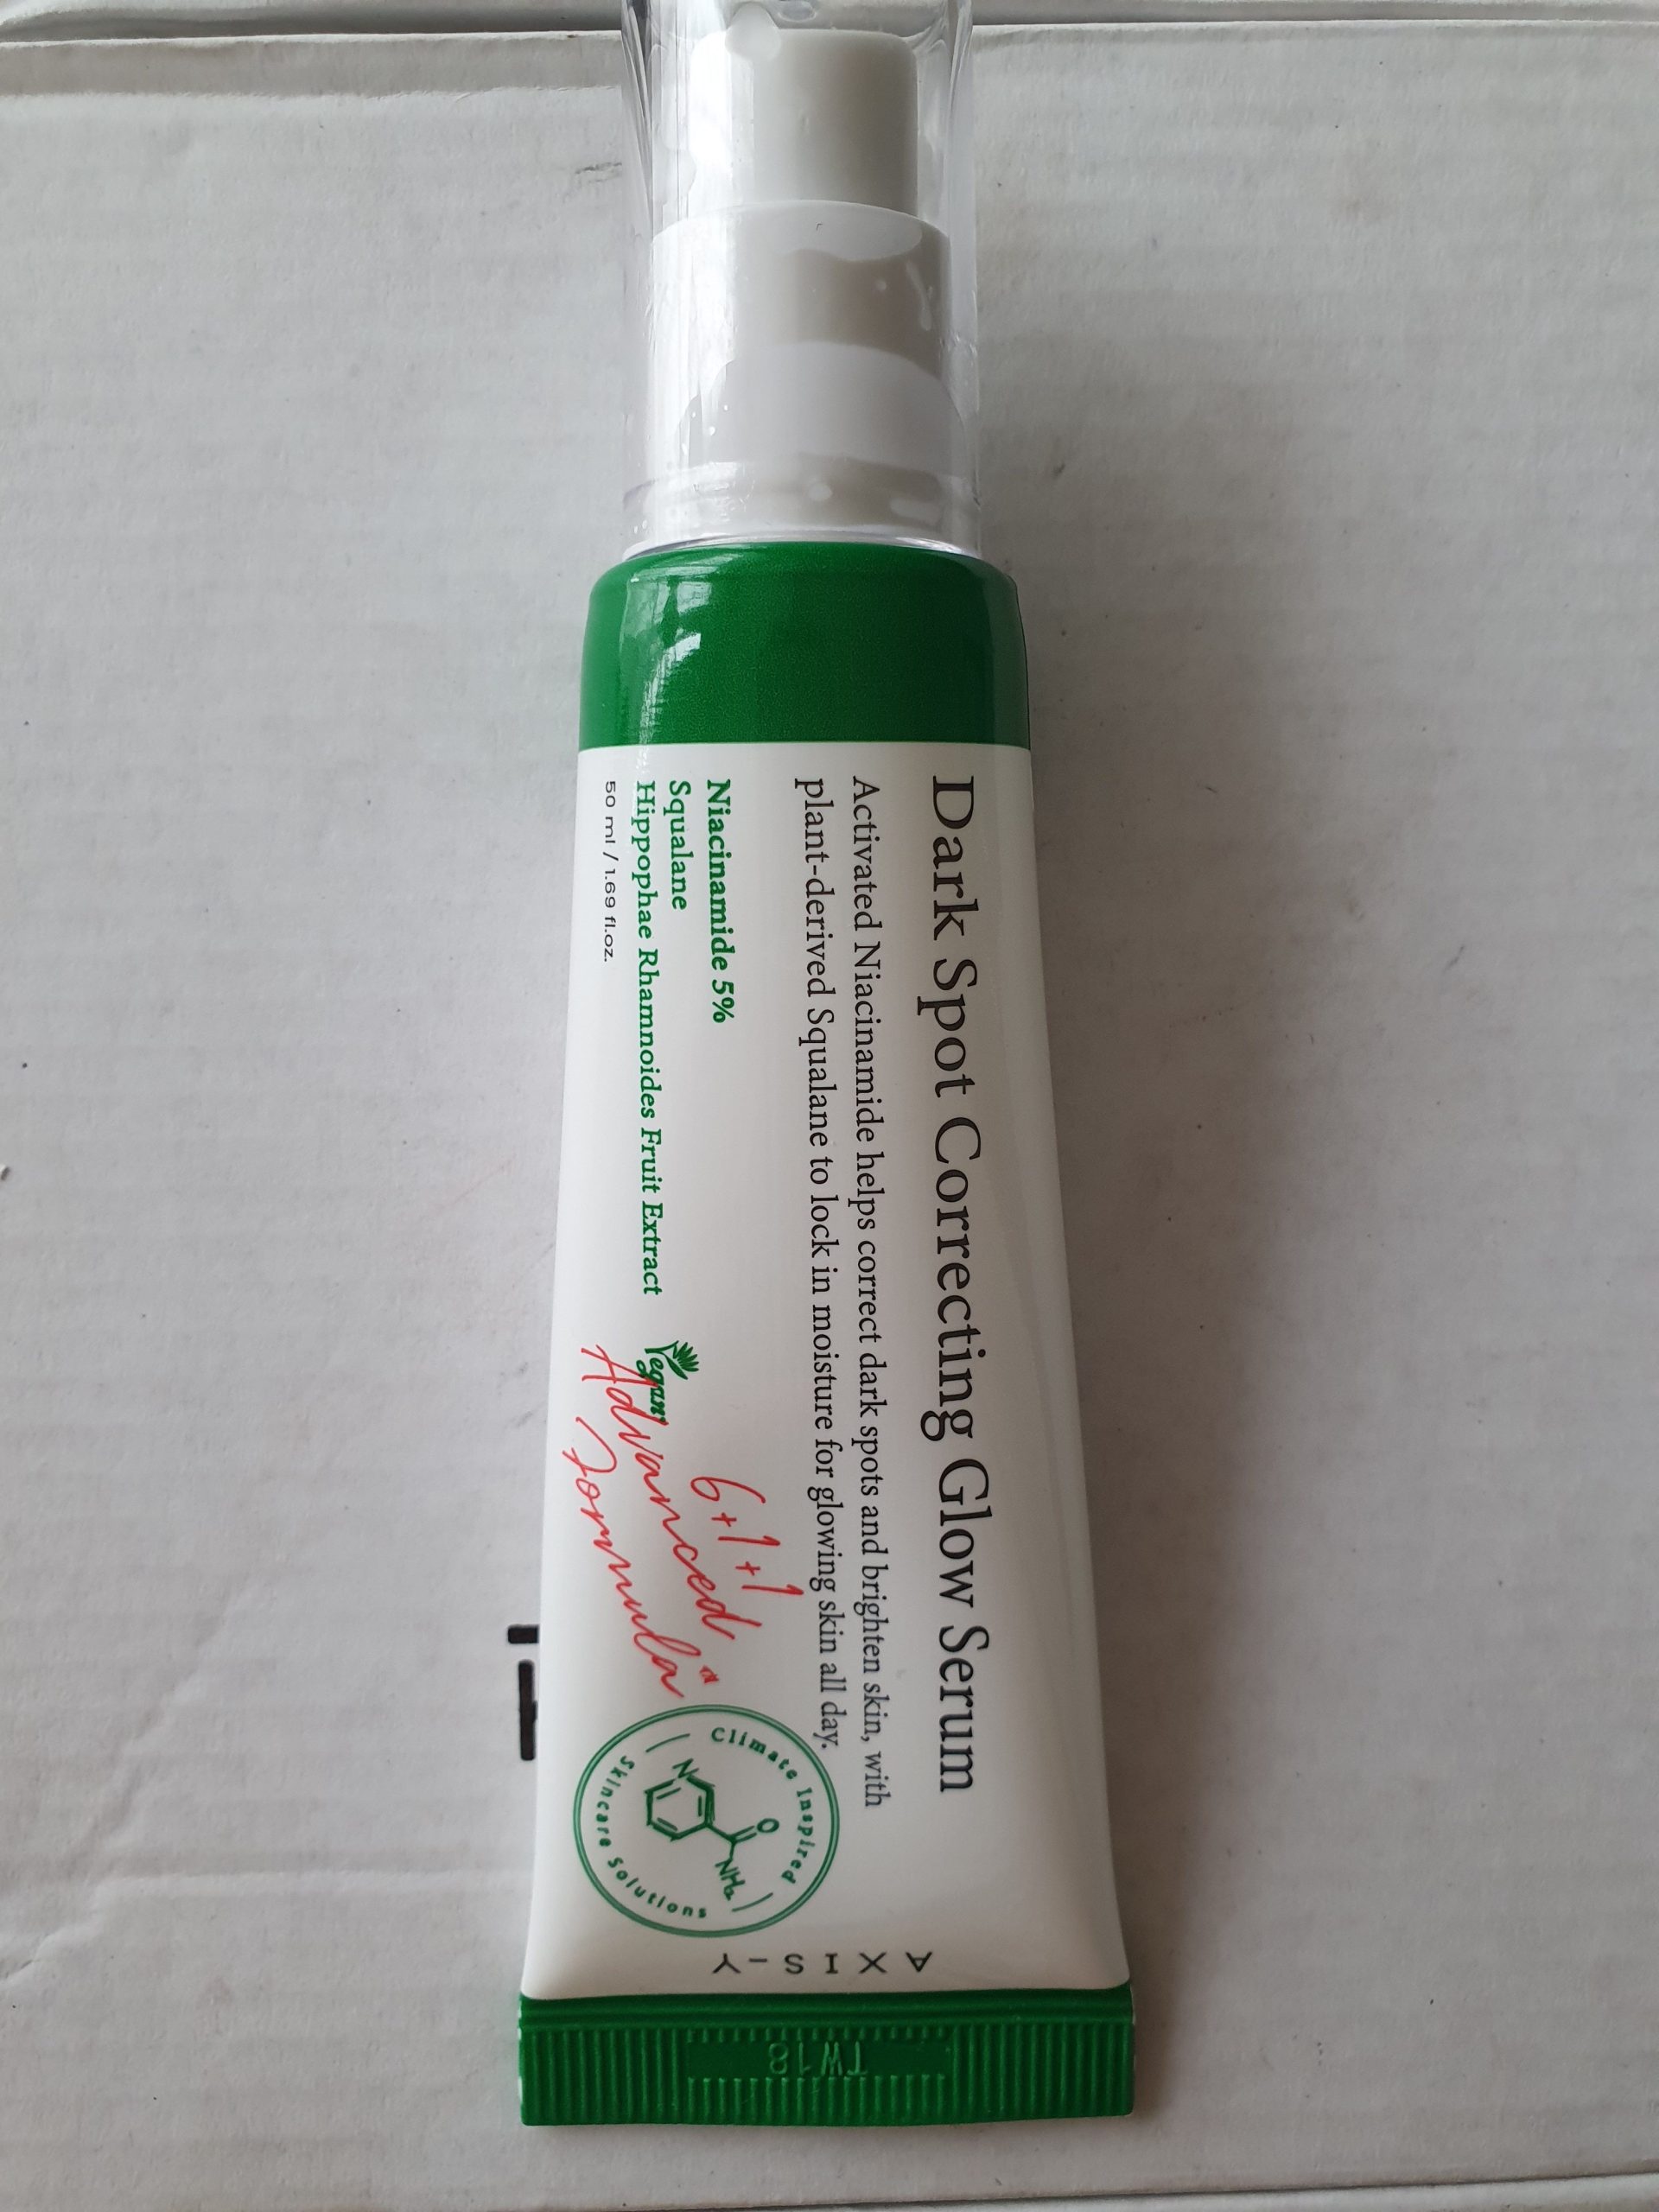 Dark Spot Correcting Glow Serum
Activated Niacinamide helps correct dark spots and brighten skin, with
plant-derived Squalane to lock in moisture for glowing skin all day.
Niacinamide 5%
Squalane
Hippophae Rhamnoides Fruit Extract
50 ml / 1.69 fl.oz.
Vegan
6+1+1
Advanced*
Formula
Climate Inspired
Skincare Solutions
N
O
NH₂
AXIS-Y
TW18